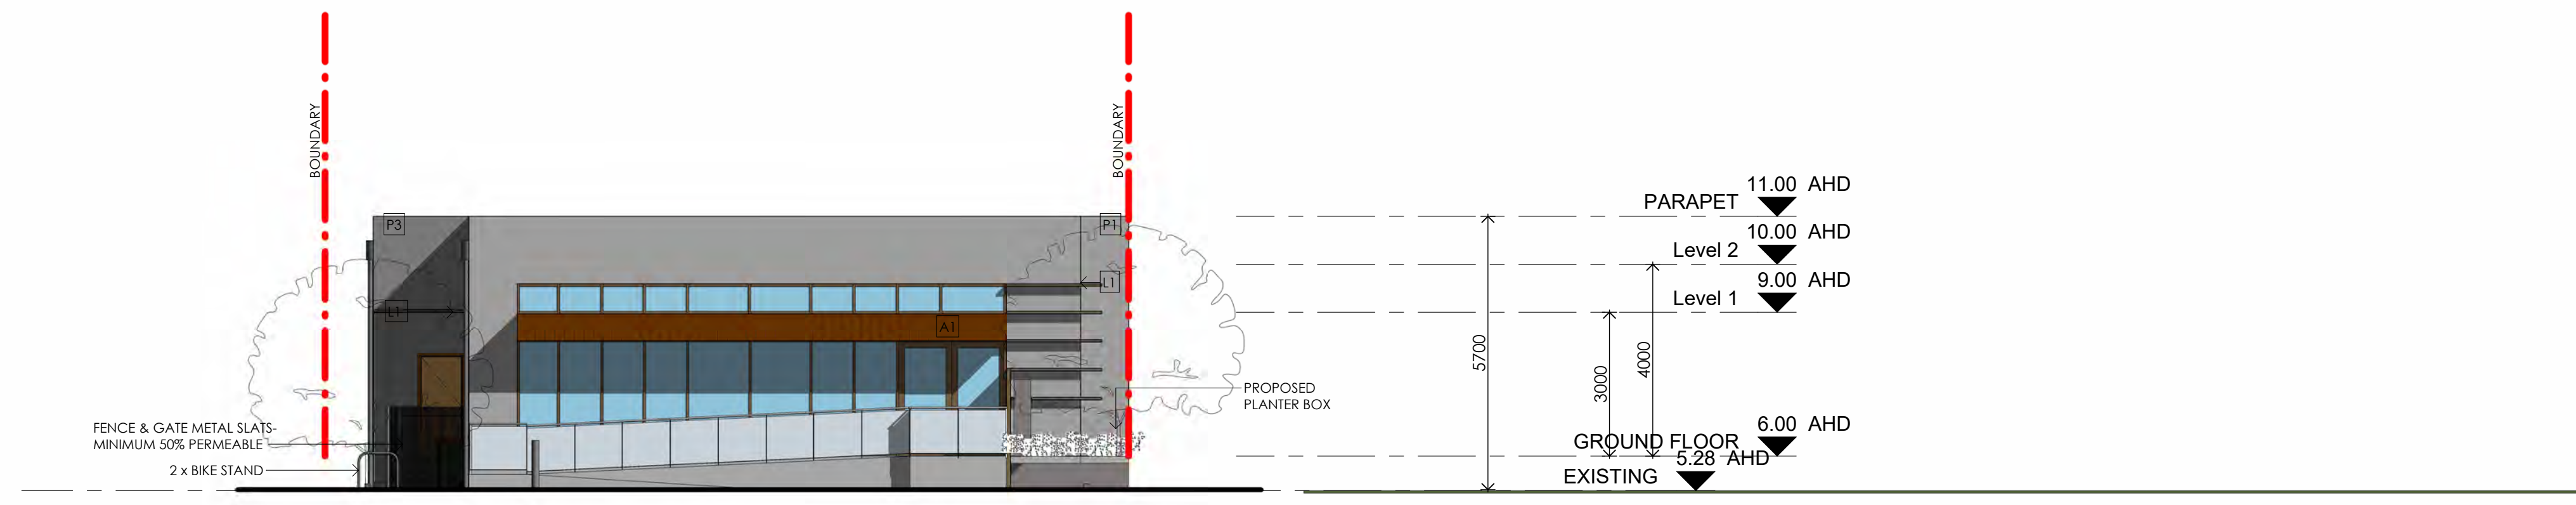 BOUNDARY
BOUNDARY
P3
P1
L1
L1
A1
FENCE & GATE METAL SLATS-
MINIMUM 50% PERMEABLE
2 x BIKE STAND
PROPOSED
PLANTER BOX
5700
3000
4000
11.00 AHD
PARAPET
10.00 AHD
Level 2
9.00 AHD
Level 1
6.00 AHD
GROUND FLOOR
5.28 AHD
EXISTING